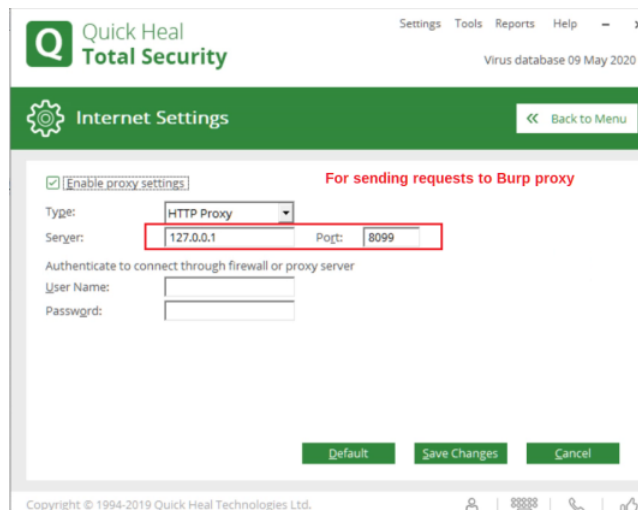 Q
Quick Heal
Total Security
Settings Tools Reports Help
Virus database 09 May 2020
Internet Settings
Back to Menu
Enable proxy settings
For sending requests to Burp proxy
Type: HTTP Proxy
Server: 127.0.0.1 Port: 8099
Authenticate to connect through firewall or proxy server
User Name:
Password:
Default Save Changes Cancel
Copyright © 1994-2019 Quick Heal Technologies Ltd.